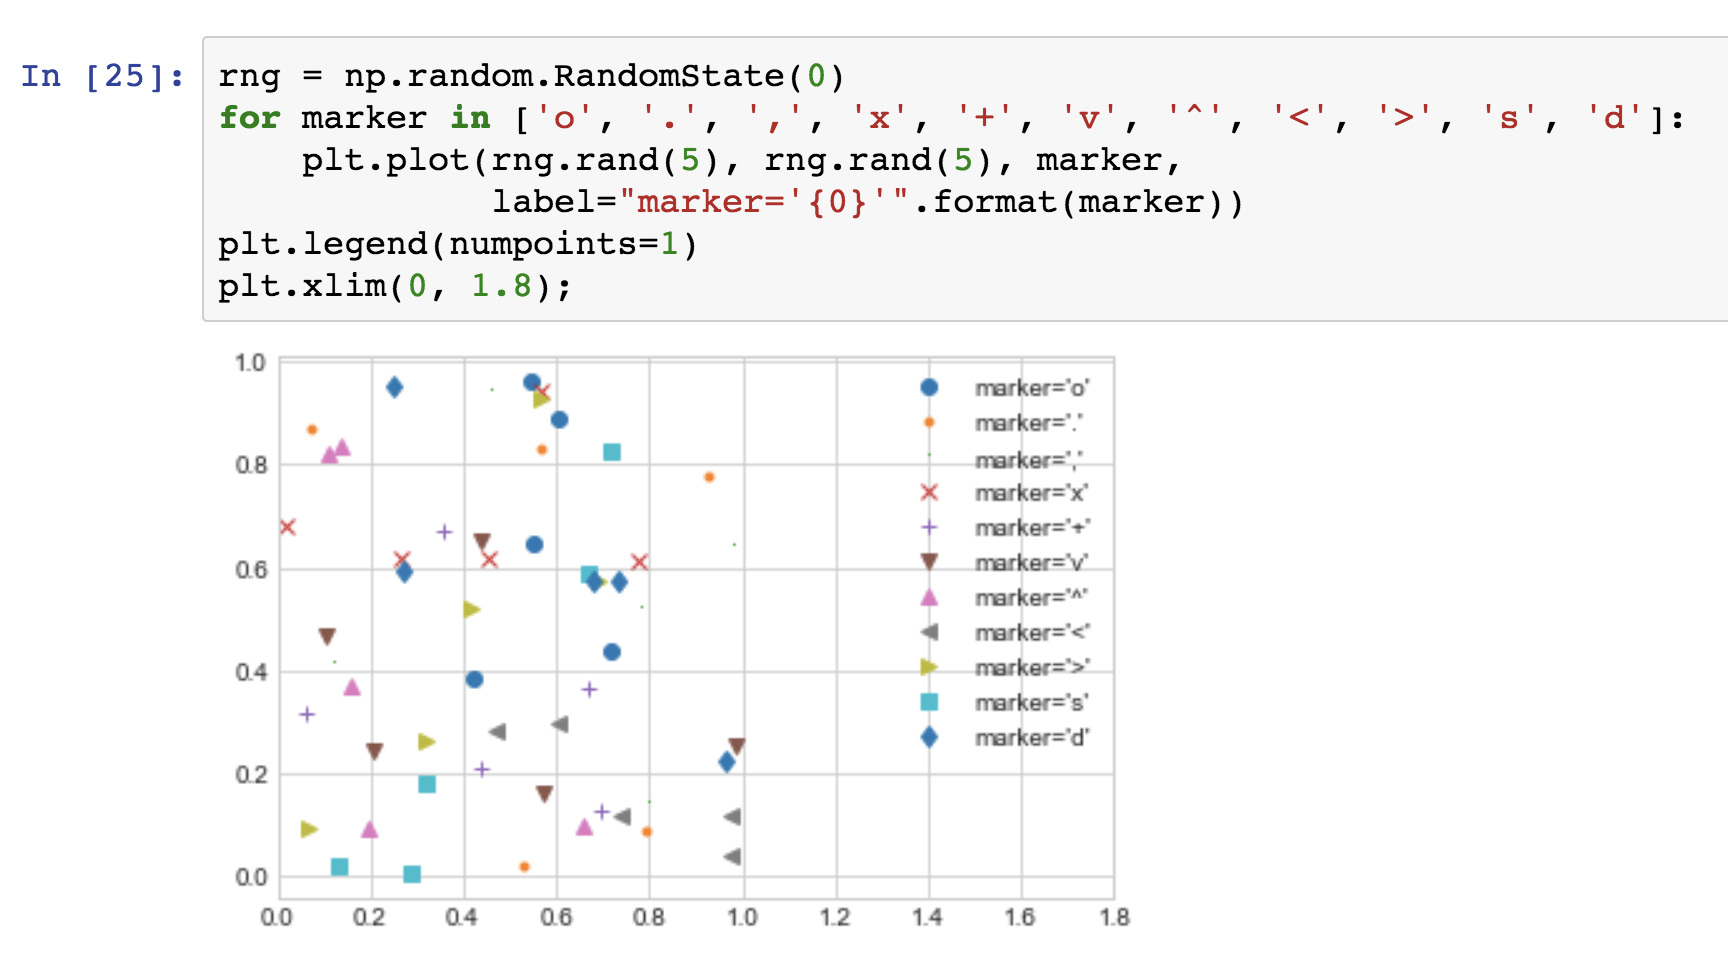 In [25]: rng = np.random.RandomState(0)
for marker in ['o', '.', ',', 'x', '+', 'v', '^', '<', '>', 's', 'd']:
    plt.plot(rng.rand(5), rng.rand(5), marker,
             label="marker='{0}'".format(marker))
plt.legend(numpoints=1)
plt.xlim(0, 1.8);
1.0
0.8
0.6
0.4
0.2
0.0
0.0 0.2 0.4 0.6 0.8 1.0 1.2 1.4 1.6 1.8
marker='o'
marker='.'
marker=','
marker='x'
marker='+'
marker='v'
marker='^'
marker='<'
marker='>'
marker='s'
marker='d'